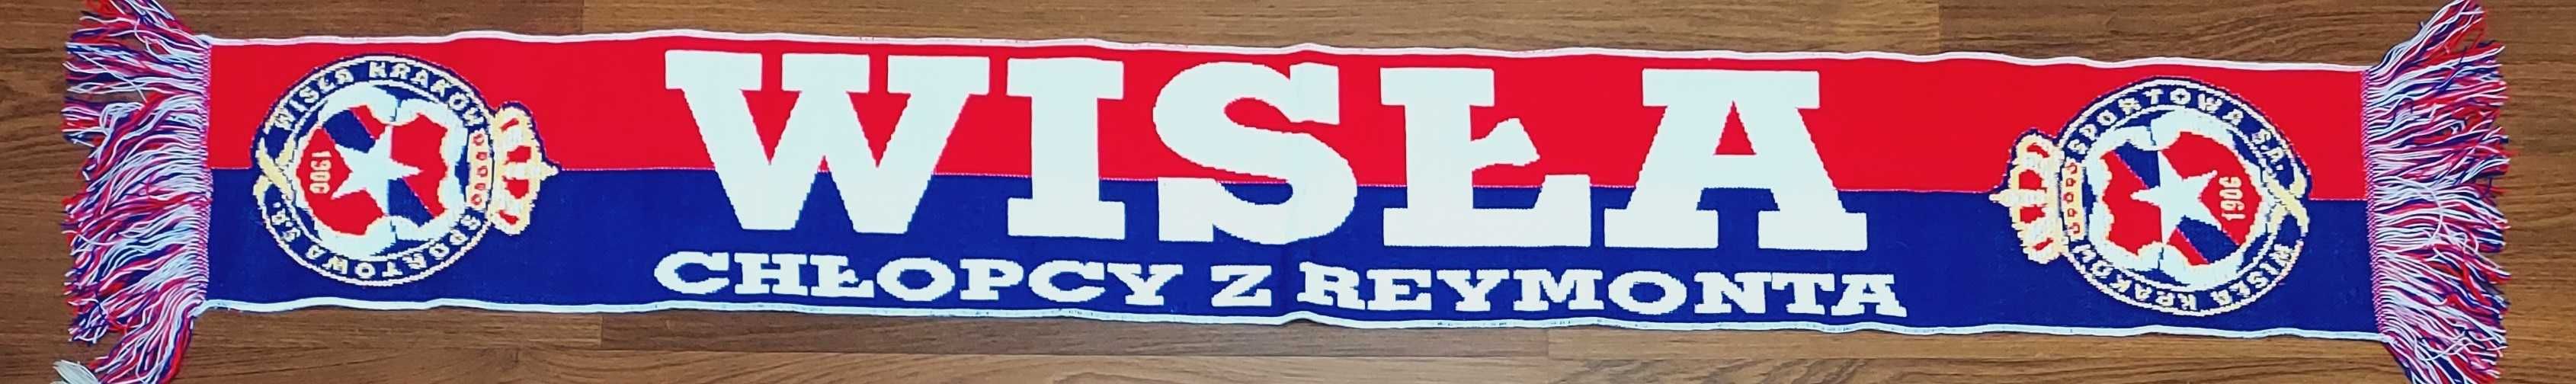 WISŁA
CHŁOPCY Z REYMONTA
WISŁA KRAKÓW SPORTOWA S.A.
1906
WISŁA KRAKÓW SPORTOWA S.A.
1906